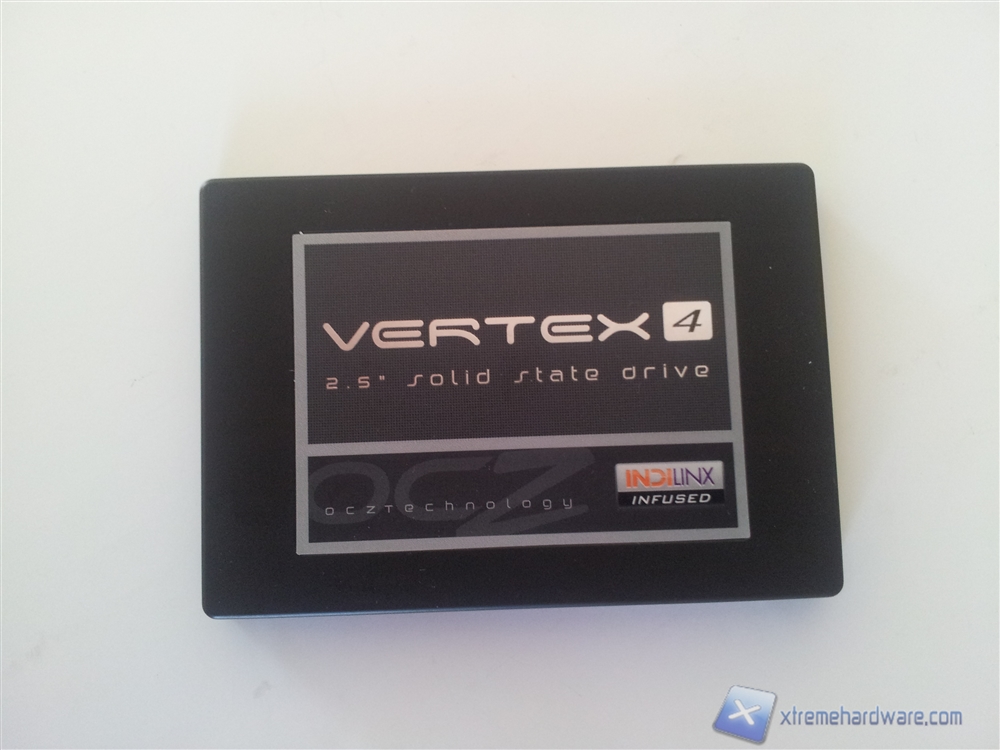 VERTEX 4
2.5" solid state drive
OCZ
OCZTechnology
INDILINX
INFUSED
xtremehardware.com